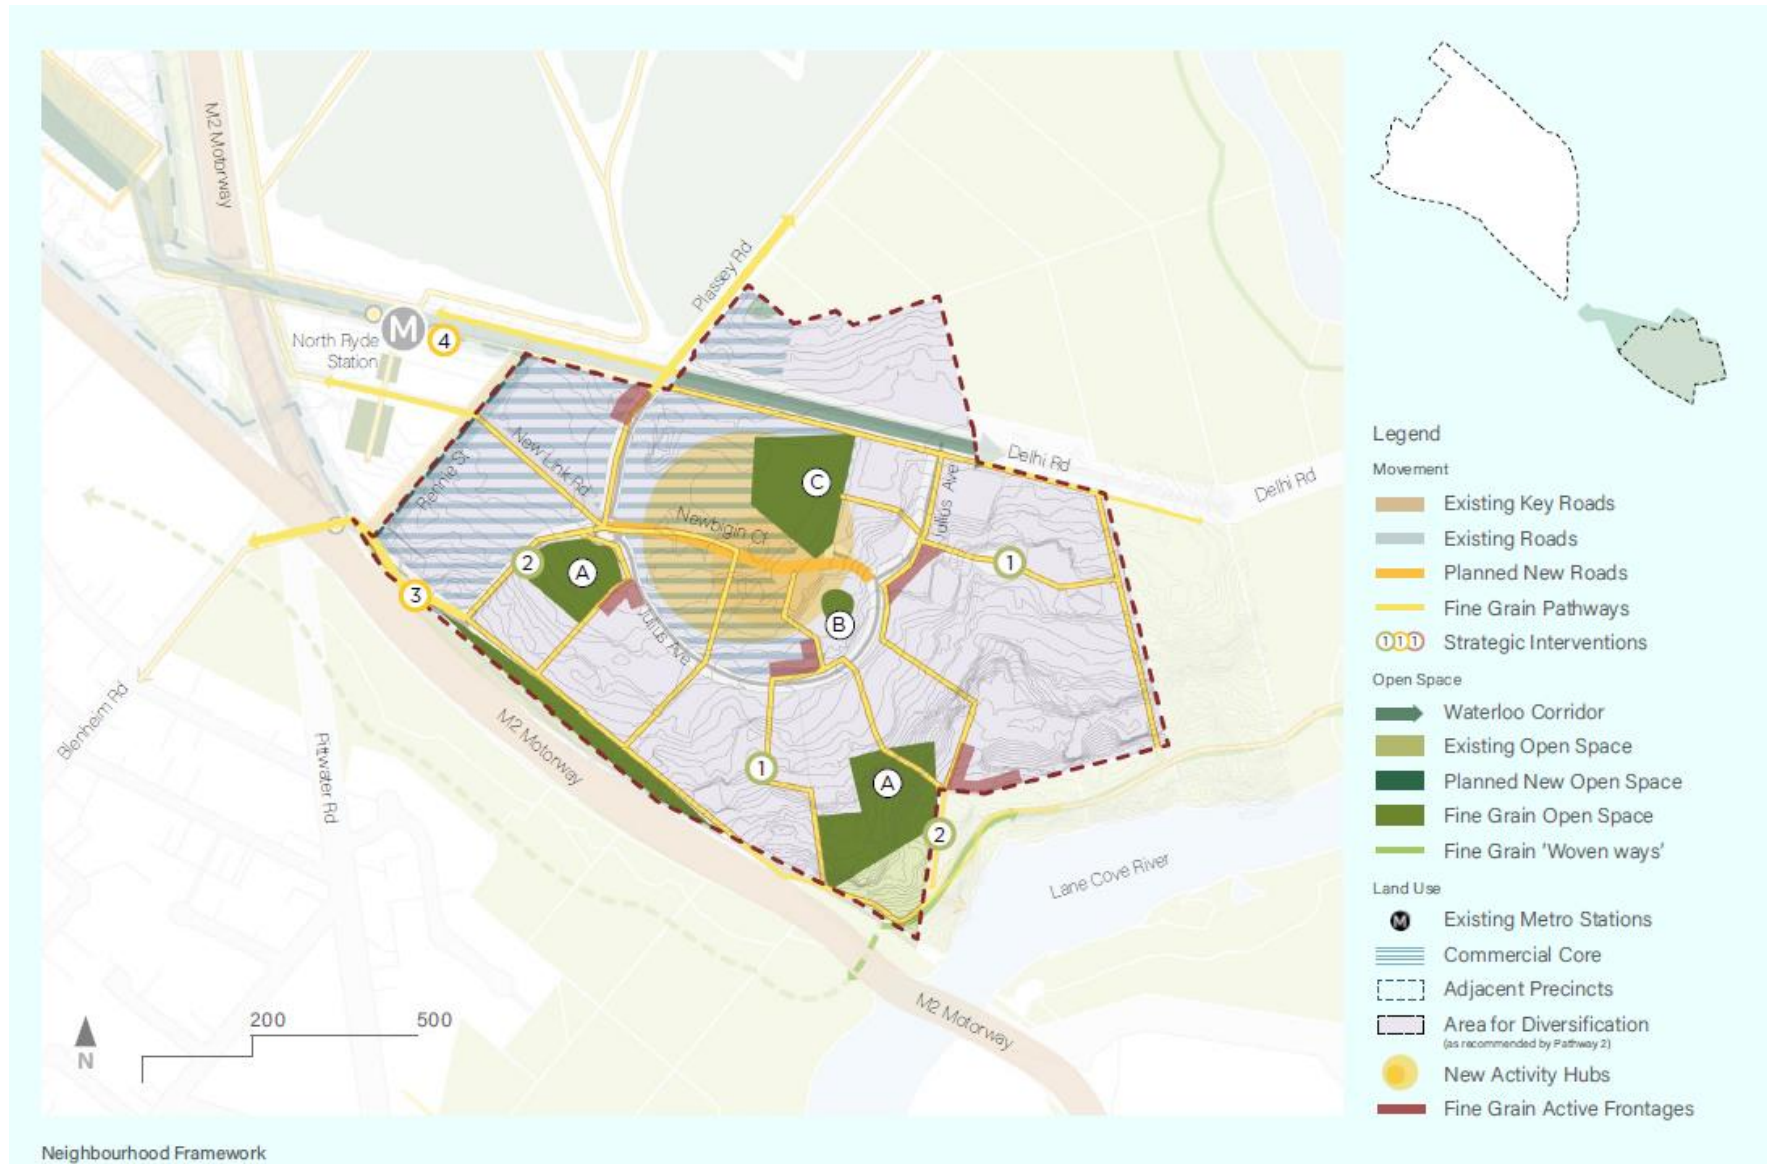 M2 Motorway
Plassey Rd
North Ryde
Station
M
4
Rennie St
New Link Rd
Newbigin Ct
C
Delhi Rd
Delhi Rd
Julius Ave
2
A
1
3
B
Julius Ave
Blenheim Rd
Pittwater Rd
M2 Motorway
1
A
2
Lane Cove River
M2 Motorway
200
500
N
Neighbourhood Framework
Legend
Movement
Existing Key Roads
Existing Roads
Planned New Roads
Fine Grain Pathways
1 1 1 Strategic Interventions
Open Space
Waterloo Corridor
Existing Open Space
Planned New Open Space
Fine Grain Open Space
Fine Grain ‘Woven ways’
Land Use
M Existing Metro Stations
Commercial Core
Adjacent Precincts
Area for Diversification
(as recommended by Pathway 2)
New Activity Hubs
Fine Grain Active Frontages